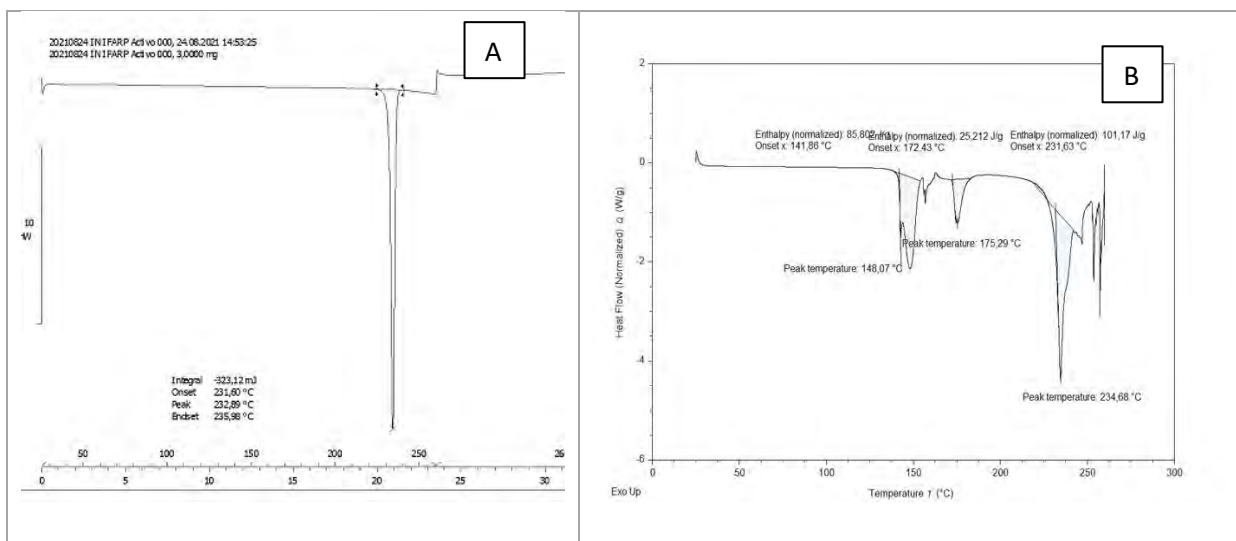 20210824 INIFARP Activo 000, 24.08.2021 14:53:25
20210824 INIFARP Activo 000, 3,0000 mg
A
10
Integral -323,12 mJ
Onset 231,60 °C
Peak 232,89 °C
Endset 235,98 °C
50 100 150 200 250
0 5 10 15 20 25 30
B
2
0
-2
-4
-6
Heat Flow (Normalized) Q (W/g)
Enthalpy (normalized): 25,212 J/g
Enthalpy (normalized): 101,17 J/g
Onset x: 141,86 °C
Onset x: 172,43 °C
Onset x: 231,63 °C
Peak temperature: 175,29 °C
Peak temperature: 148,07 °C
Peak temperature: 234,68 °C
0 50 100 150 200 250 300
Exo Up
Temperature T (°C)